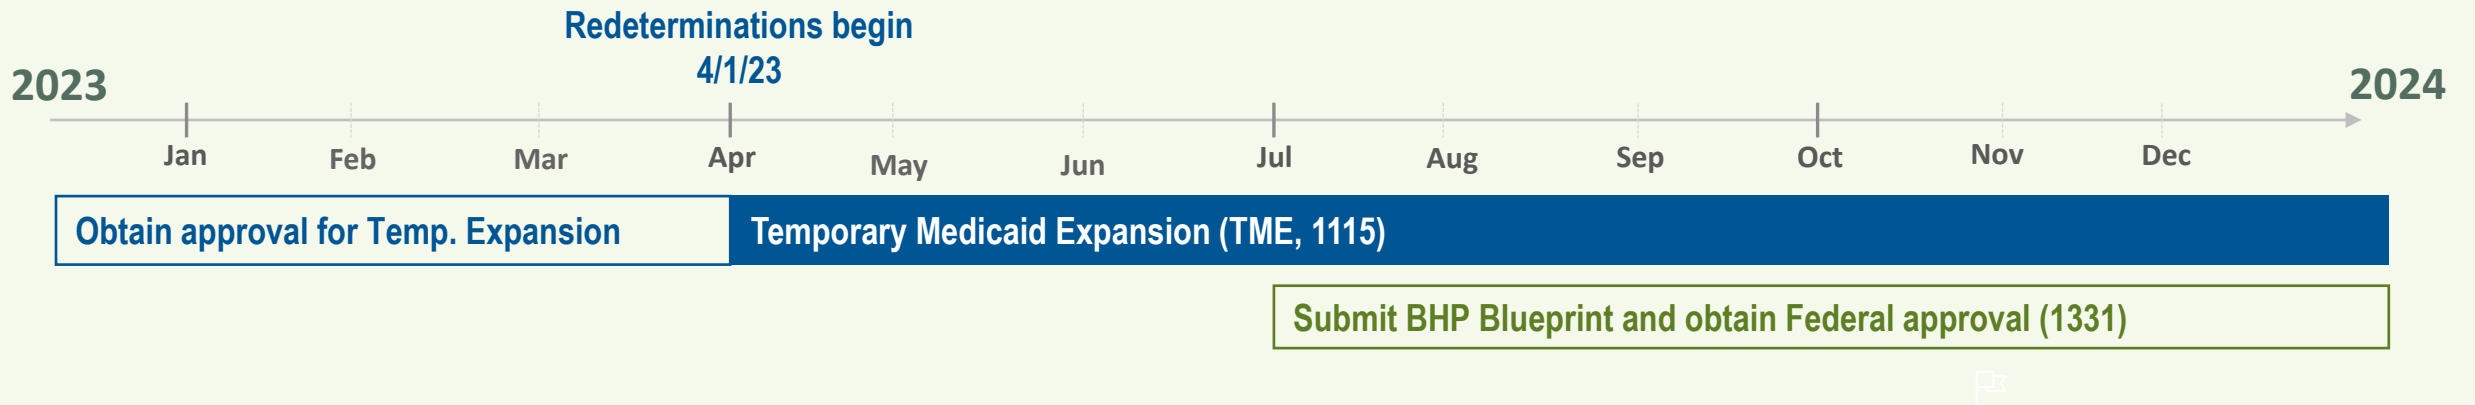 Redeterminations begin
4/1/23
2023
2024
Jan
Feb
Mar
Apr
May
Jun
Jul
Aug
Sep
Oct
Nov
Dec
Obtain approval for Temp. Expansion
Temporary Medicaid Expansion (TME, 1115)
Submit BHP Blueprint and obtain Federal approval (1331)